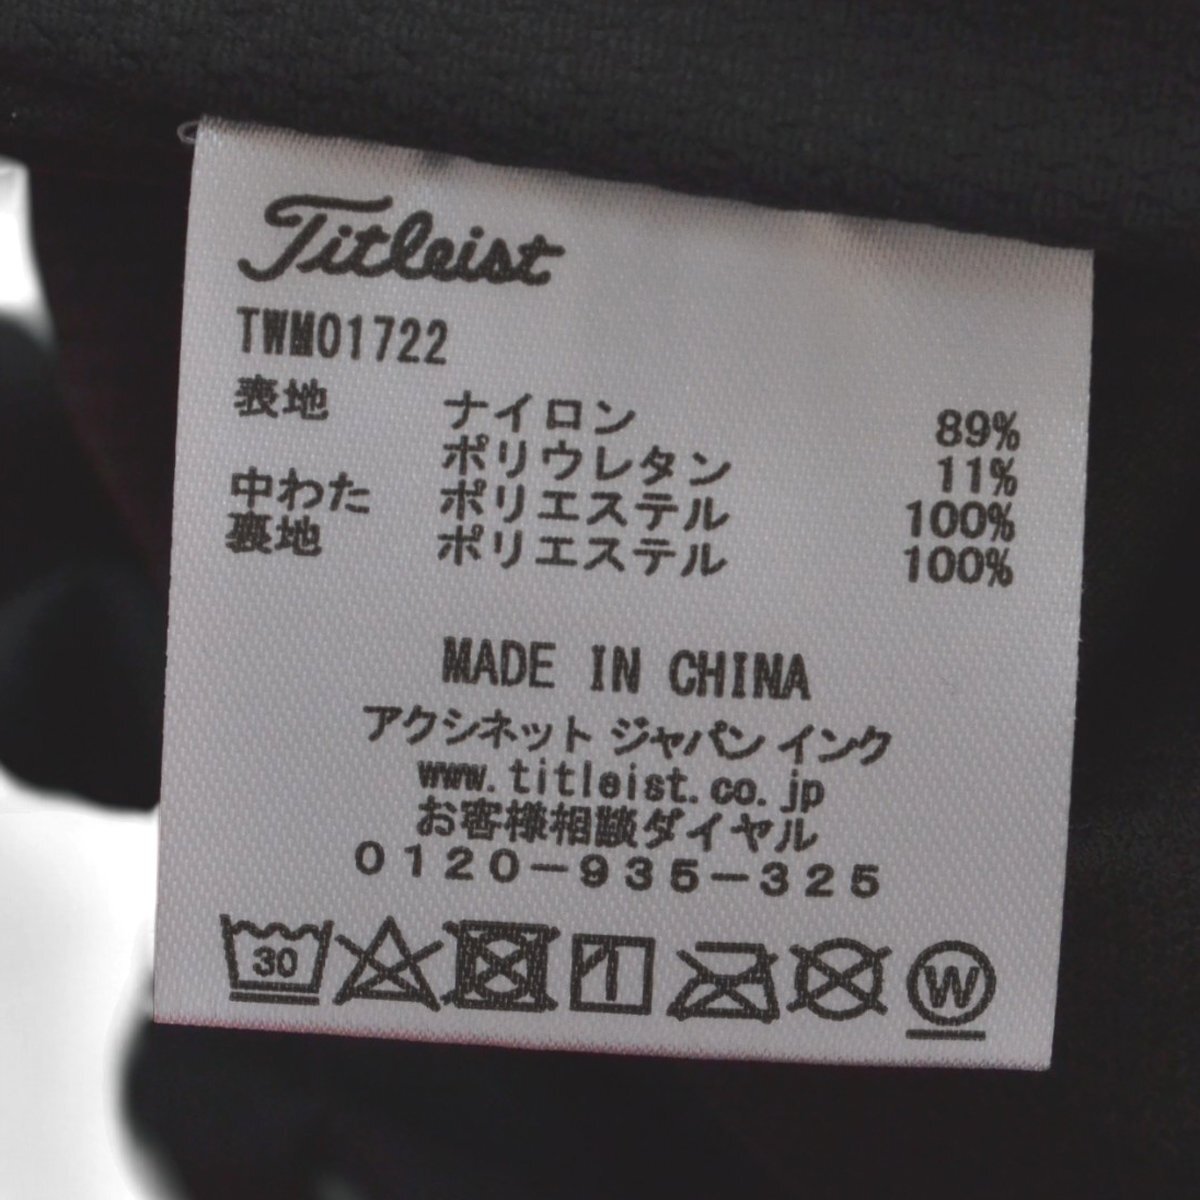 Titleist
TWM01722
表地 ナイロン 89%
ポリウレタン 11%
中わた ポリエステル 100%
裏地 ポリエステル 100%
MADE IN CHINA
アクシネット ジャパン インク
www.titleist.co.jp
お客様相談ダイヤル
0120-935-325
30 W